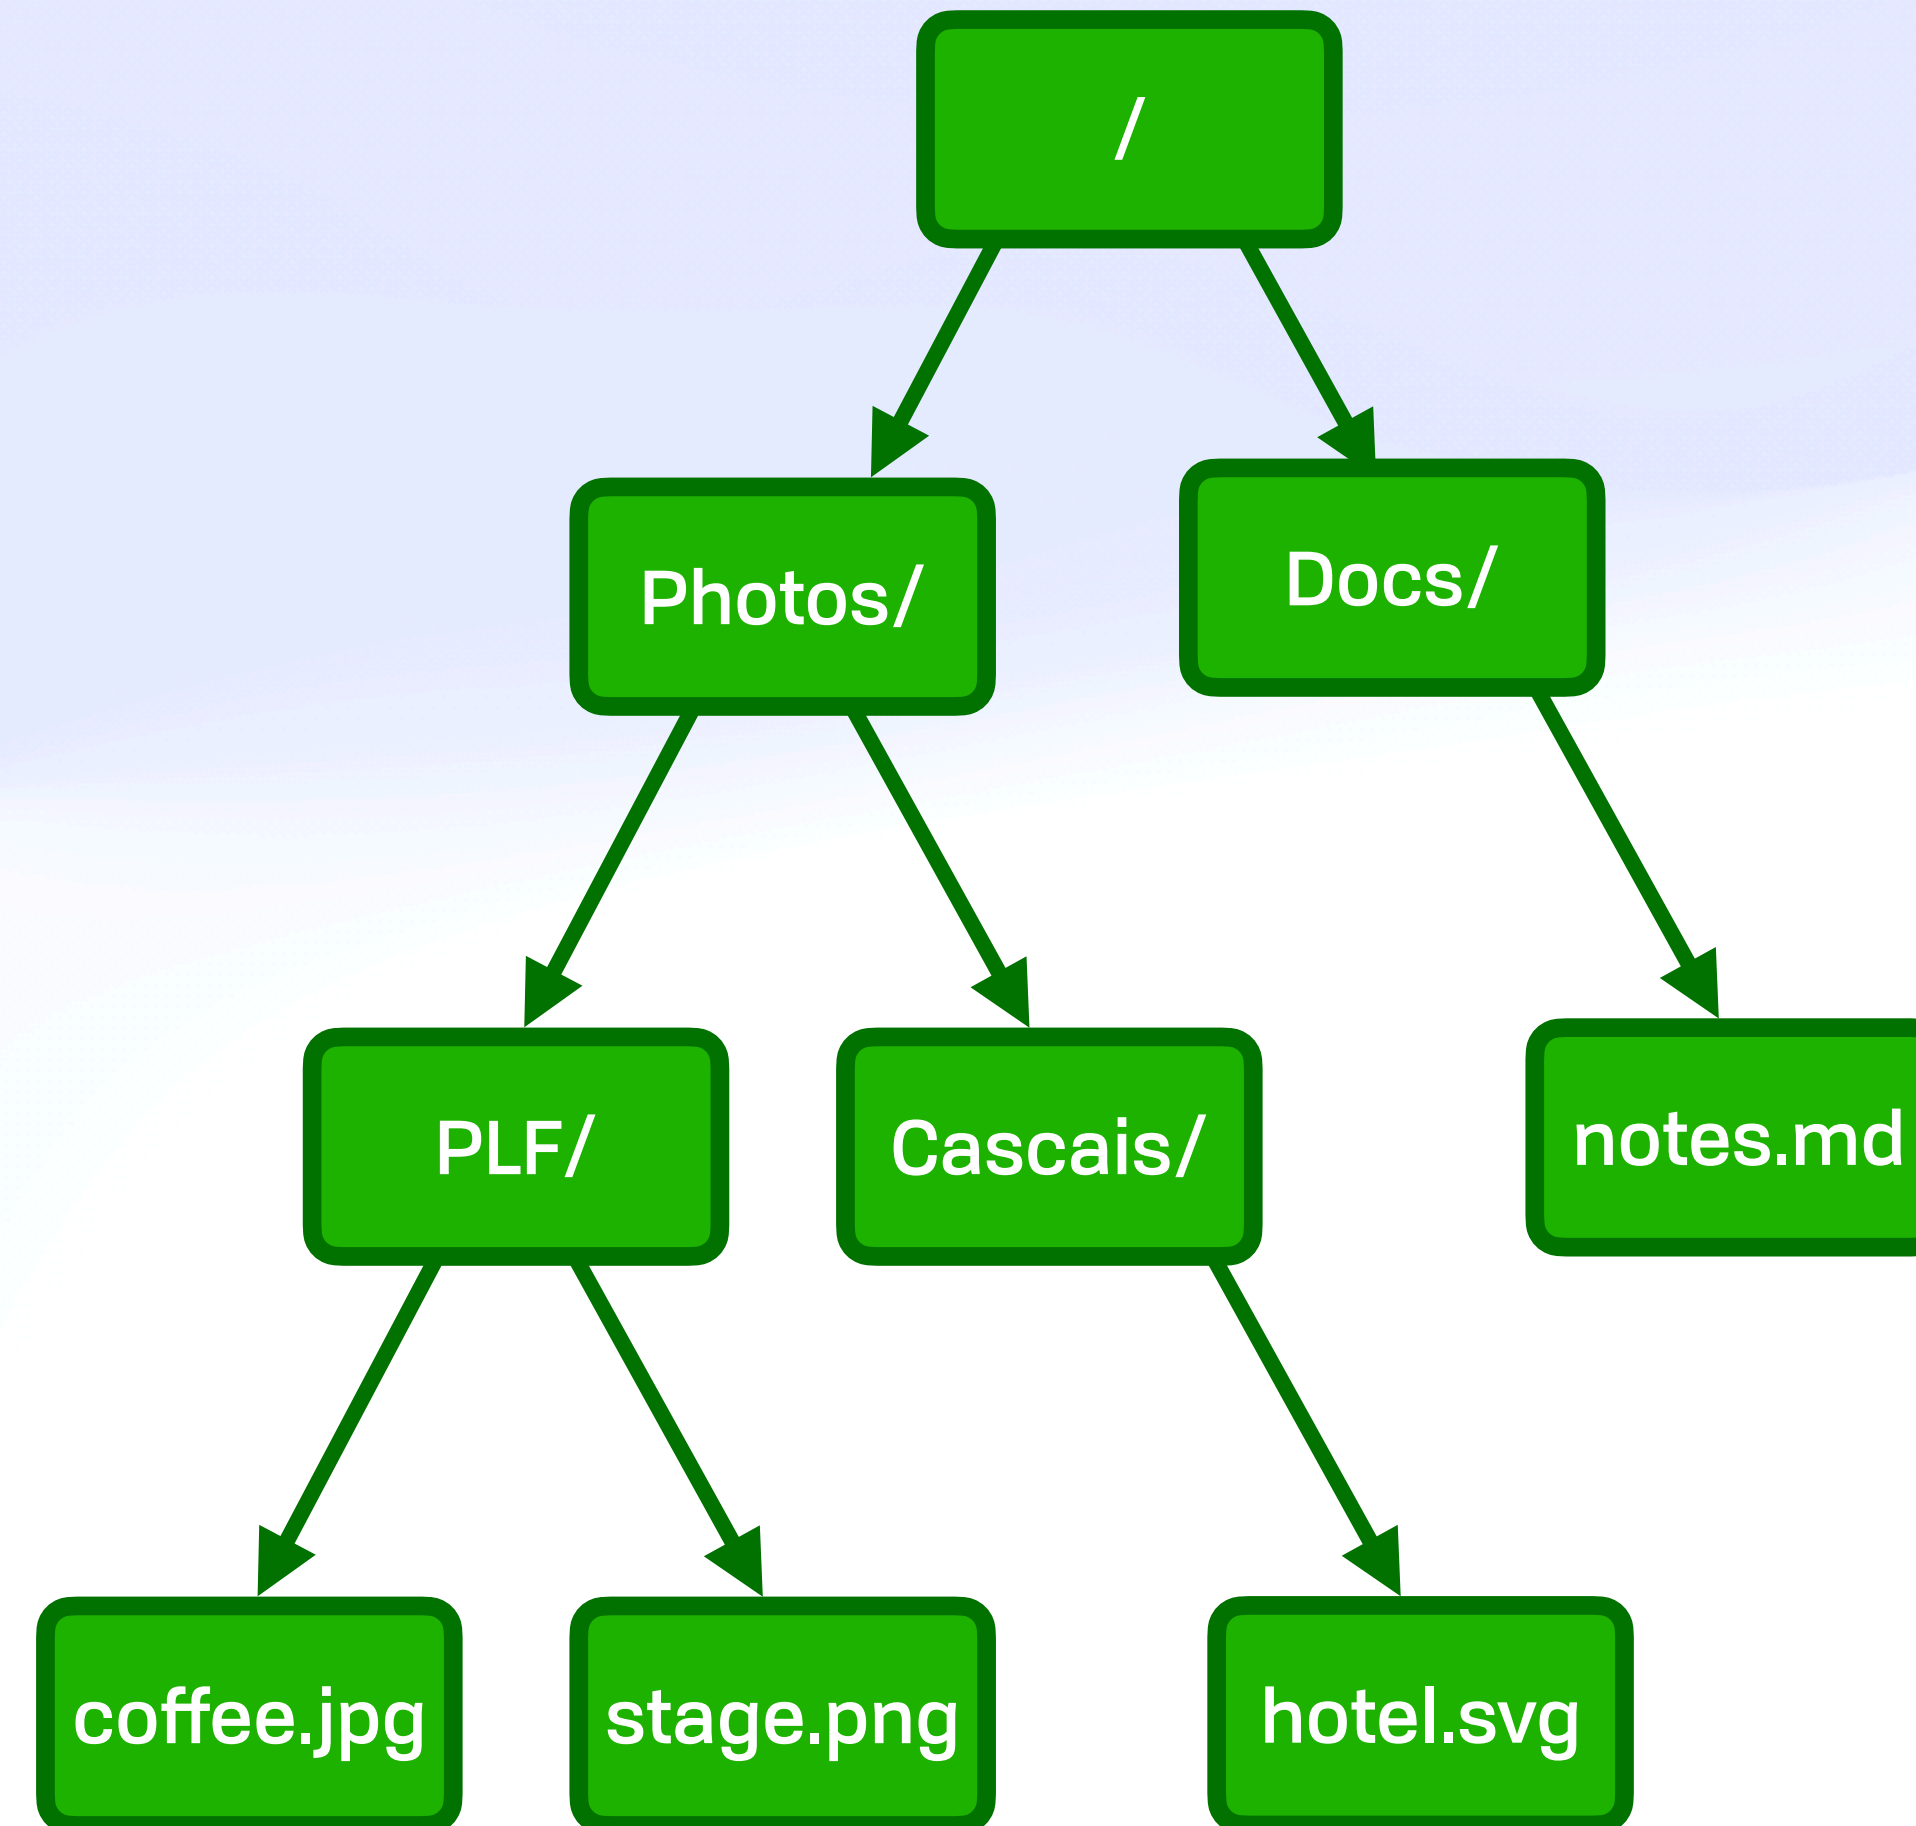 /
Photos/
Docs/
PLF/
Cascais/
notes.md
coffee.jpg
stage.png
hotel.svg